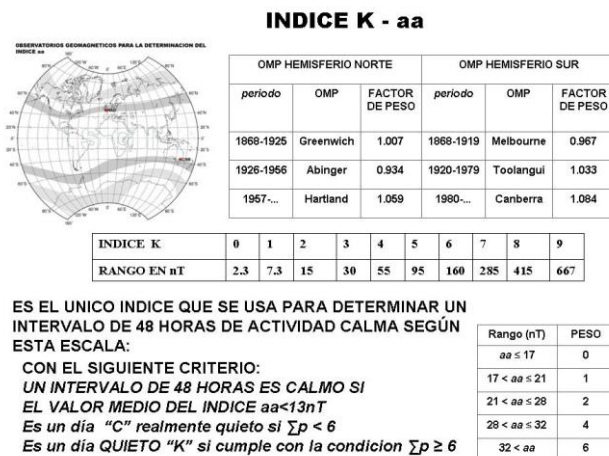 INDICE K - aa
OBSERVATORIOS GEOMAGNETICOS PARA LA DETERMINACION DEL
INDICE aa
OMP HEMISFERIO NORTE OMP HEMISFERIO SUR
periodo OMP FACTOR DE PESO periodo OMP FACTOR DE PESO
1868-1925 Greenwich 1.007 1868-1919 Melbourne 0.967
1926-1956 Abinger 0.934 1920-1979 Toolangui 1.033
1957-... Hartland 1.059 1980-... Canberra 1.084
INDICE K 0 1 2 3 4 5 6 7 8 9
RANGO EN nT 2.3 7.3 15 30 55 95 160 285 415 667
ES EL UNICO INDICE QUE SE USA PARA DETERMINAR UN
INTERVALO DE 48 HORAS DE ACTIVIDAD CALMA SEGÚN
ESTA ESCALA:
CON EL SIGUIENTE CRITERIO:
UN INTERVALO DE 48 HORAS ES CALMO SI
EL VALOR MEDIO DEL INDICE aa<13nT
Es un día “C” realmente quieto si ∑p < 6
Es un día QUIETO “K” si cumple con la condicion ∑p ≥ 6
Rango (nT) PESO
aa ≤ 17 0
17 < aa ≤ 21 1
21 < aa ≤ 28 2
28 < aa ≤ 32 4
32 < aa 6